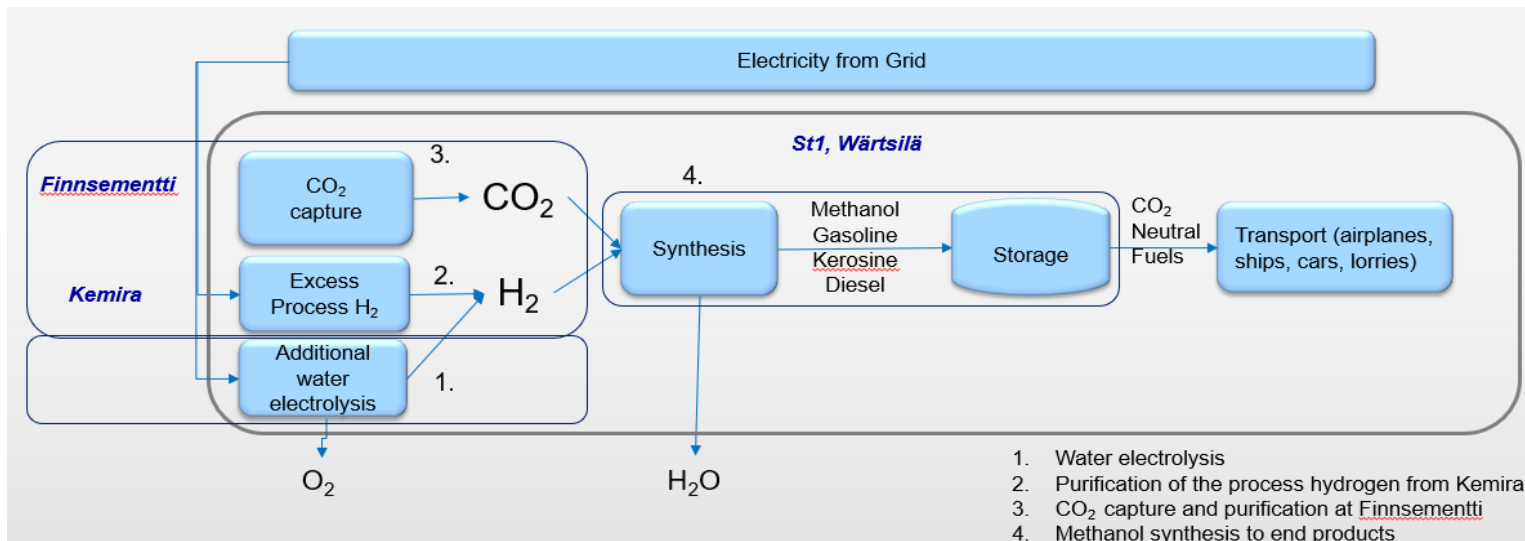 Electricity from Grid
St1, Wärtsilä
Finnsementti
CO₂
capture
3.
CO₂
4.
Synthesis
Methanol
Gasoline
Kerosine
Diesel
Storage
CO₂
Neutral
Fuels
Transport (airplanes,
ships, cars, lorries)
Kemira
Excess
Process H₂
2.
H₂
Additional
water
electrolysis
1.
O₂
H₂O
1. Water electrolysis
2. Purification of the process hydrogen from Kemira
3. CO₂ capture and purification at Finnsementti
4. Methanol synthesis to end products